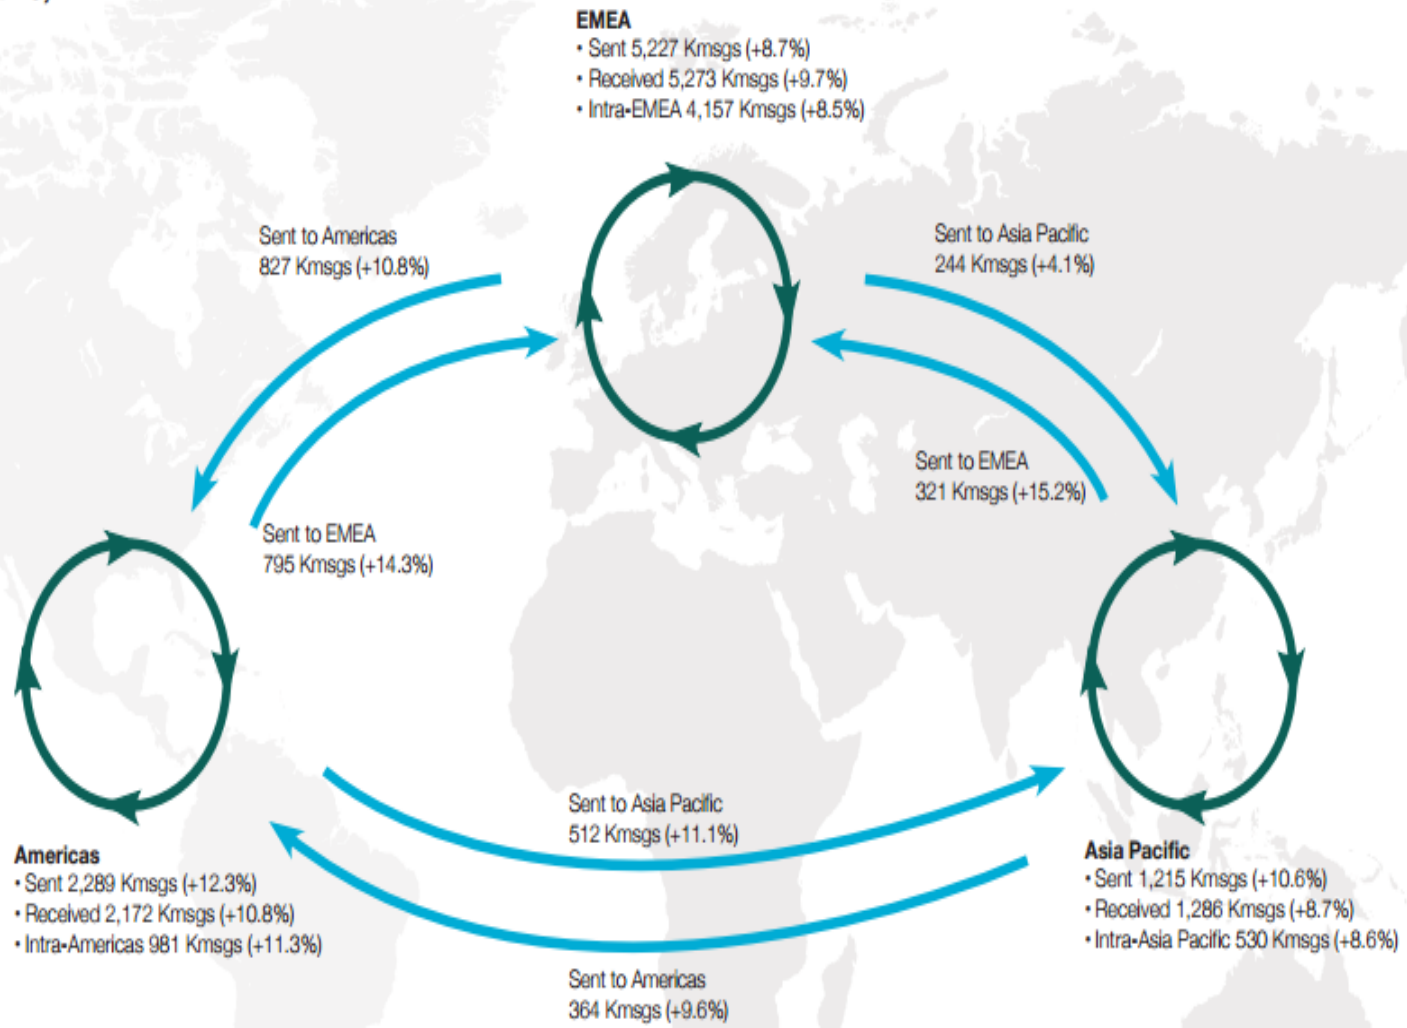 EMEA
• Sent 5,227 Kmsgs (+8.7%)
• Received 5,273 Kmsgs (+9.7%)
• Intra-EMEA 4,157 Kmsgs (+8.5%)
Sent to Americas
827 Kmsgs (+10.8%)
Sent to Asia Pacific
244 Kmsgs (+4.1%)
Sent to EMEA
321 Kmsgs (+15.2%)
Sent to EMEA
795 Kmsgs (+14.3%)
Sent to Asia Pacific
512 Kmsgs (+11.1%)
Americas
• Sent 2,289 Kmsgs (+12.3%)
• Received 2,172 Kmsgs (+10.8%)
• Intra-Americas 981 Kmsgs (+11.3%)
Asia Pacific
• Sent 1,215 Kmsgs (+10.6%)
• Received 1,286 Kmsgs (+8.7%)
• Intra-Asia Pacific 530 Kmsgs (+8.6%)
Sent to Americas
364 Kmsgs (+9.6%)